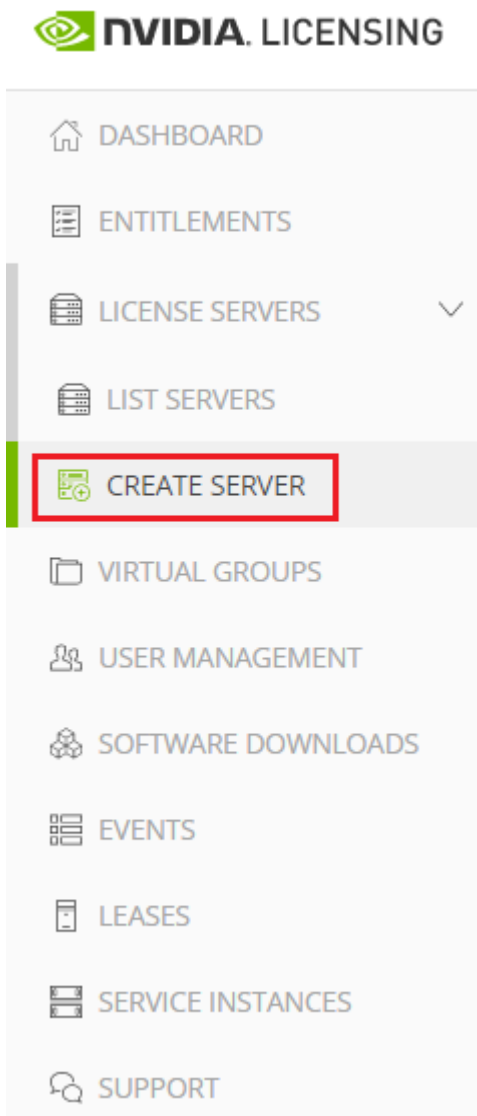 NVIDIA. LICENSING
DASHBOARD
ENTITLEMENTS
LICENSE SERVERS
LIST SERVERS
CREATE SERVER
VIRTUAL GROUPS
USER MANAGEMENT
SOFTWARE DOWNLOADS
EVENTS
LEASES
SERVICE INSTANCES
SUPPORT